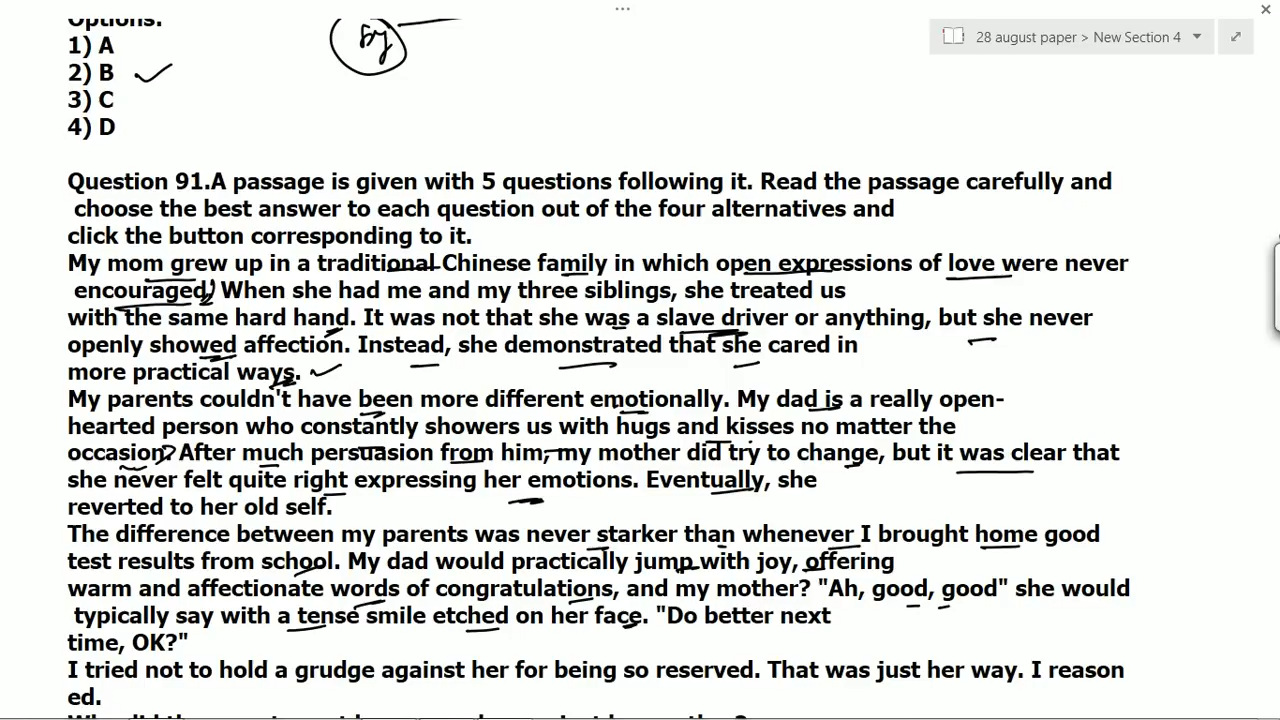 28 august paper > New Section 4
Options:
1) A
by
2) B
3) C
4) D
Question 91.A passage is given with 5 questions following it. Read the passage carefully and
choose the best answer to each question out of the four alternatives and
click the button corresponding to it.
My mom grew up in a traditional Chinese family in which open expressions of love were never
encouraged, When she had me and my three siblings, she treated us
with the same hard hand. It was not that she was a slave driver or anything, but she never
openly showed affection. Instead, she demonstrated that she cared in
more practical ways.
My parents couldn't have been more different emotionally. My dad is a really open-
hearted person who constantly showers us with hugs and kisses no matter the
occasion? After much persuasion from him, my mother did try to change, but it was clear that
she never felt quite right expressing her emotions. Eventually, she
reverted to her old self.
The difference between my parents was never starker than whenever I brought home good
test results from school. My dad would practically jump with joy, offering
warm and affectionate words of congratulations, and my mother? "Ah, good, good" she would
typically say with a tense smile etched on her face. "Do better next
time, OK?"
I tried not to hold a grudge against her for being so reserved. That was just her way. I reason
ed.